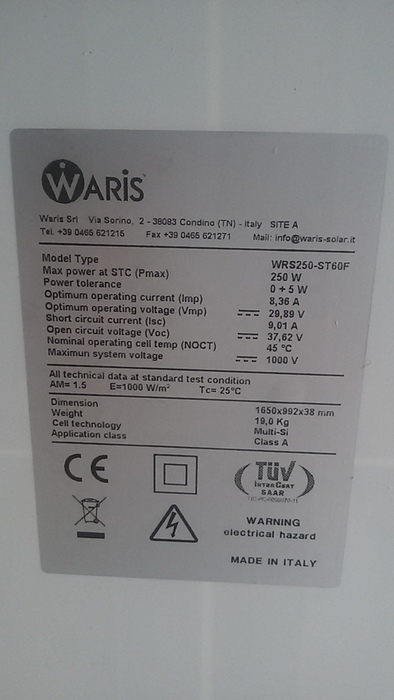 WARIS
Waris Srl Via Sorino, 2 - 38083 Condino (TN) - Italy SITE A
Tel. +39 0465 621215 Fax +39 0465 621271 Mail: info@waris-solar.it
Model Type WRS250-ST60F
Max power at STC (Pmax) 250 W
Power tolerance 0 + 5 W
Optimum operating current (Imp) 8,36 A
Optimum operating voltage (Vmp) 29,89 V
Short circuit current (Isc) 9,01 A
Open circuit voltage (Voc) 37,62 V
Nominal operating cell temp (NOCT) 45 °C
Maximun system voltage 1000 V
All technical data at standard test condition
AM= 1.5 E=1000 W/m² Tc= 25°C
Dimension 1650x992x38 mm
Weight 19,0 Kg
Cell technology Multi-Si
Application class Class A
CE
TÜV
INTERCERT
SAAR
WARNING
electrical hazard
MADE IN ITALY